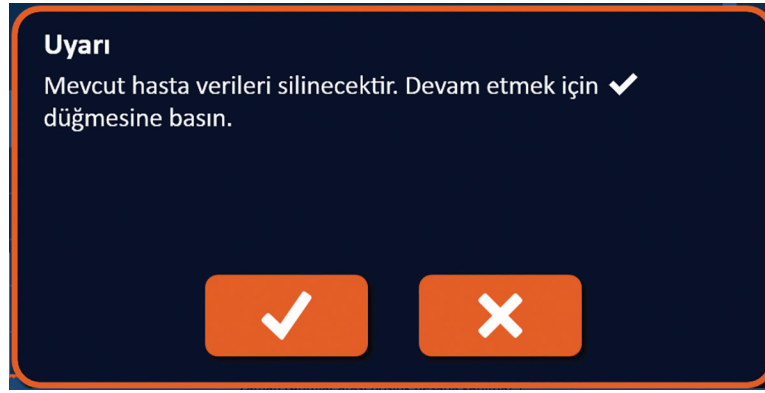 Uyarı
Mevcut hasta verileri silinecektir. Devam etmek için ✔
düğmesine basın.